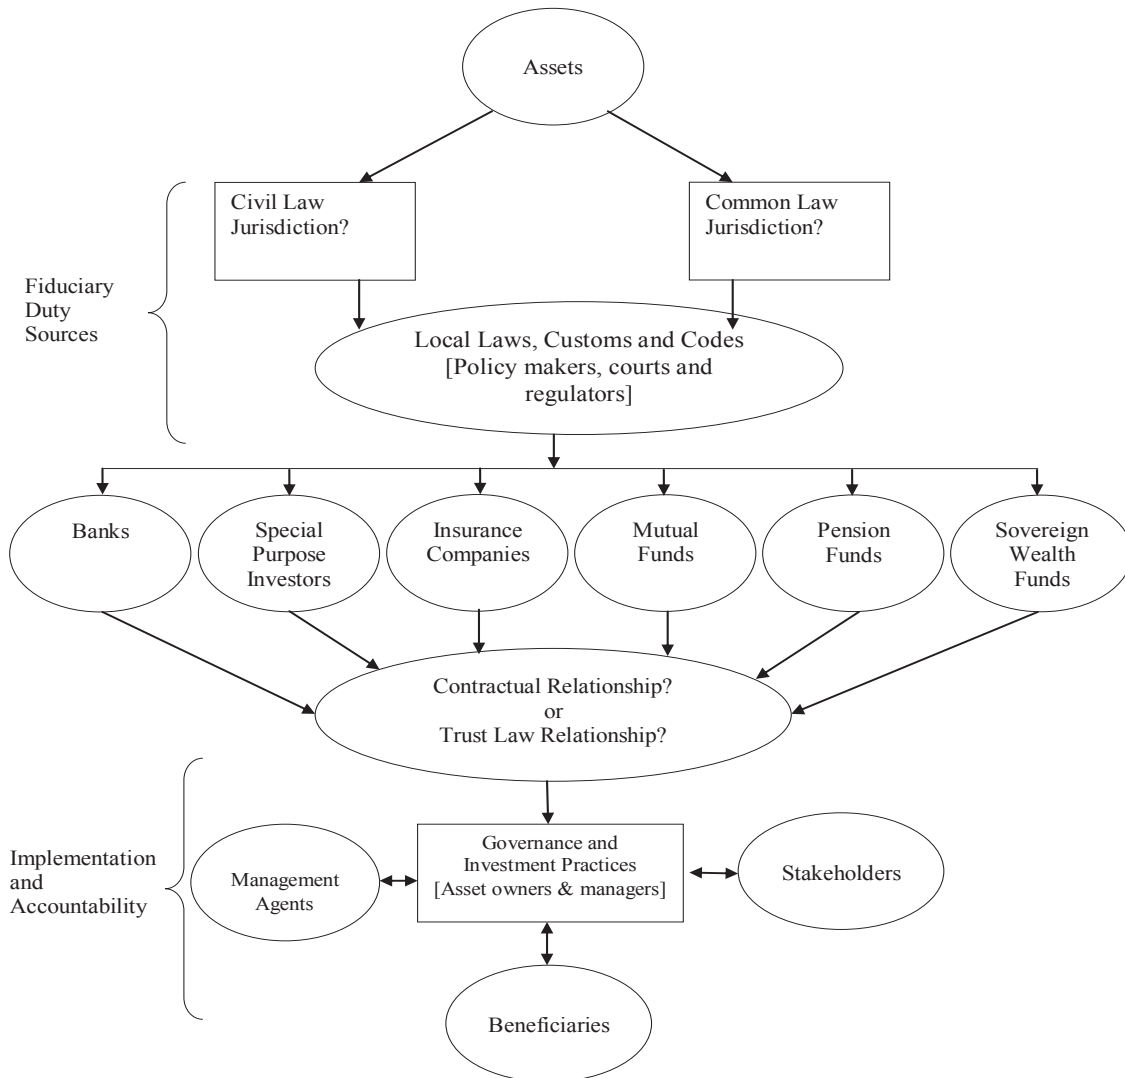 Assets
Civil Law
Jurisdiction?
Common Law
Jurisdiction?
Fiduciary
Duty
Sources
Local Laws, Customs and Codes
[Policy makers, courts and
regulators]
Banks
Special
Purpose
Investors
Insurance
Companies
Mutual
Funds
Pension
Funds
Sovereign
Wealth
Funds
Contractual Relationship?
or
Trust Law Relationship?
Implementation
and
Accountability
Management
Agents
Governance and
Investment Practices
[Asset owners & managers]
Stakeholders
Beneficiaries